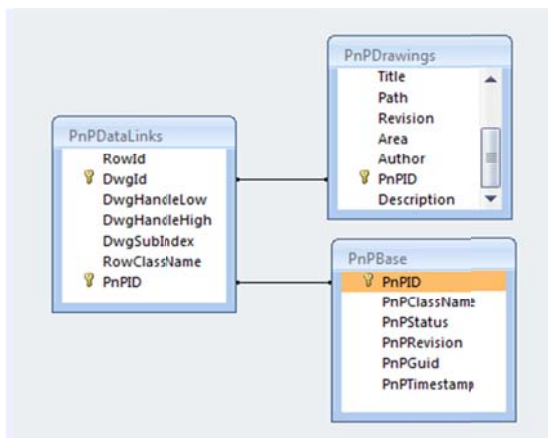 PnPDrawings
Title
Path
Revision
Area
Author
PnPID
Description
PnPDataLinks
RowId
DwgId
DwgHandleLow
DwgHandleHigh
DwgSubIndex
RowClassName
PnPID
PnPBase
PnPID
PnPClassName
PnPStatus
PnPRevision
PnPGuid
PnPTimestamp